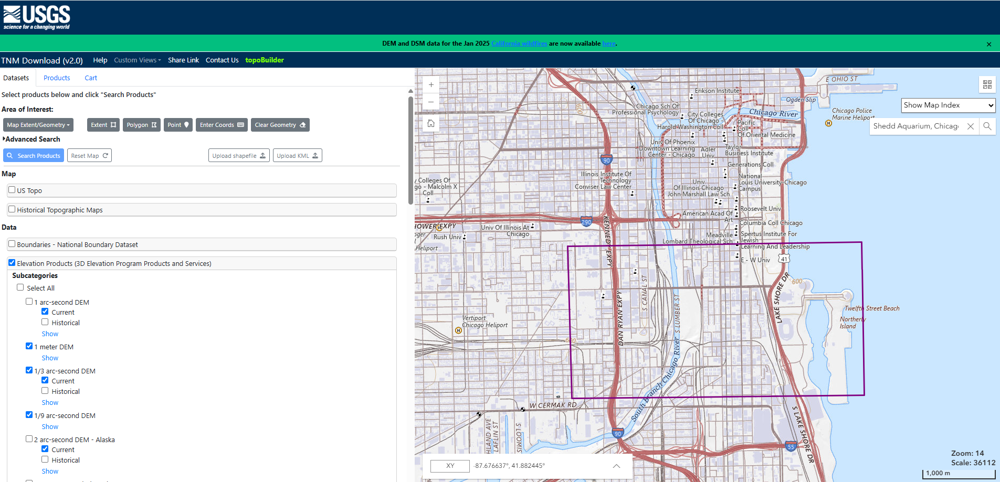 USGS
science for a changing world
DEM and DSM data for the Jan 2025 California wildfires are now available here.
TNM Download (v2.0)
Help
Custom Views
Share Link
Contact Us
topoBuilder
Datasets
Products
Cart
Select products below and click "Search Products"
Area of Interest:
Map Extent/Geometry
Extent
Polygon
Point
Enter Coords
Clear Geometry
Advanced Search
Search Products
Reset Map
Upload shapefile
Upload KML
Map
US Topo
Historical Topographic Maps
Data
Boundaries - National Boundary Dataset
Elevation Products (3D Elevation Program Products and Services)
Subcategories
Select All
1 arc-second DEM
Current
Historical
Show
1 meter DEM
Show
1/3 arc-second DEM
Current
Historical
Show
1/9 arc-second DEM
Show
2 arc-second DEM - Alaska
Current
Historical
Show
Show Map Index
Shedd Aquarium, Chicag
E OHIO ST
Ogden Slip
Chicago Police
Marine Heliport
Chicago River
Erikson Institute
Chicago Sch Of
Professional Psychology
City Colleges
Of Chicago -
Harold Washington Coll
Pacific
Coll
Of Oriental Medicine
Univ Of Phoenix
- Downtown Learning
Center - Chicago
Adler
Univ
Taylor
Business Institute
Generations Coll
National
Louis University-Chicago
Campus
Illinois Institute Of
Technology
Conviser Law Center
Univ
Of Illinois Chicago
John Marshall Law Sch
y Colleges Of
go - Malcolm X
Coll
600
90
290
HOWER EXPY
KENNEDY EXPY
Univ Of Illinois At
Chicago
Rush Univ
oger
l
Heliport
American Acad Of
Art
Roosevelt Univ
Columbia Coll Chicago
Meadville
Lombard Theological Sch
Spertus Institute For
Jewish
Learning And Leadership
E - W Univ
41
600
LAKE SHORE DR
Twelfth Street Beach
Northerly
Island
S CANAL ST
DAN RYAN EXPY
S LUMBER ST
Vertiport
Chicago Heliport
600
South Branch Chicago River
W CERMAK RD
HLAND AVE
LAFLIN ST
S LOOMIS
90
55
S LAKE SHORE DR
XY
-87.676637°, 41.882445°
Zoom: 14
Scale: 36112
1,000 m